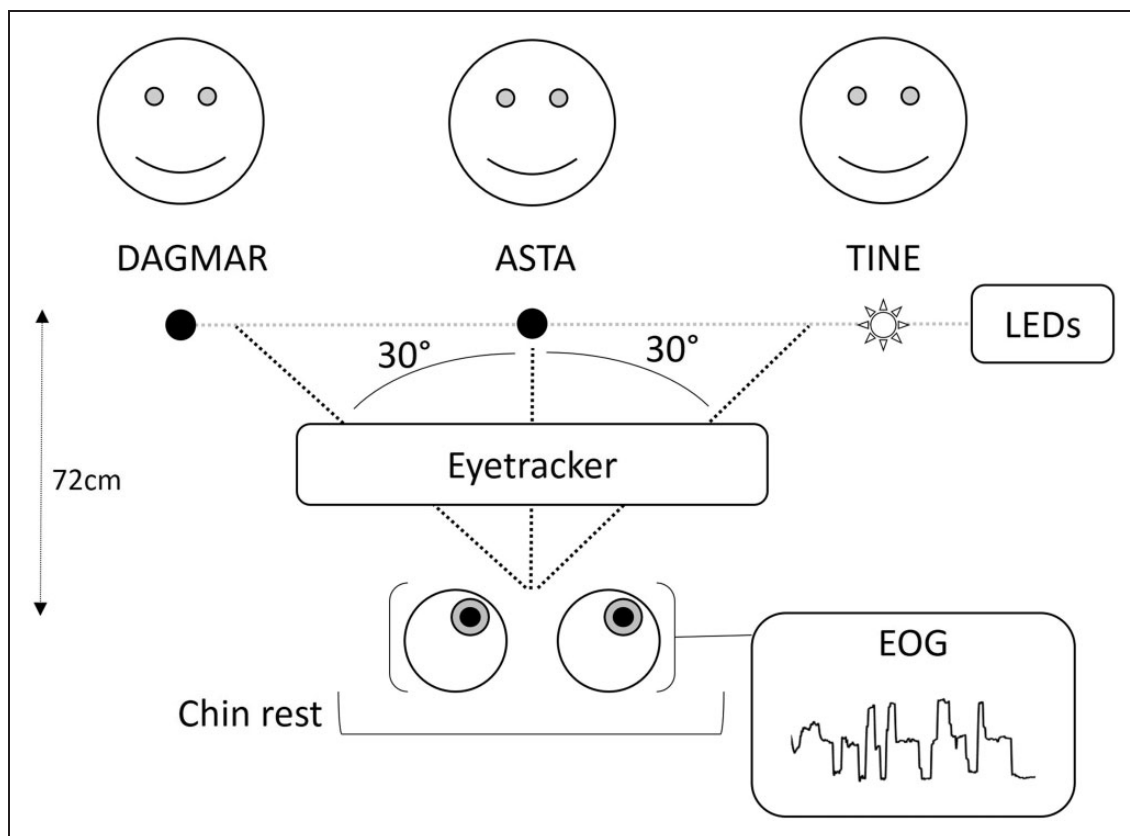 DAGMAR
ASTA
TINE
LEDs
30°
30°
Eyetracker
72cm
EOG
Chin rest